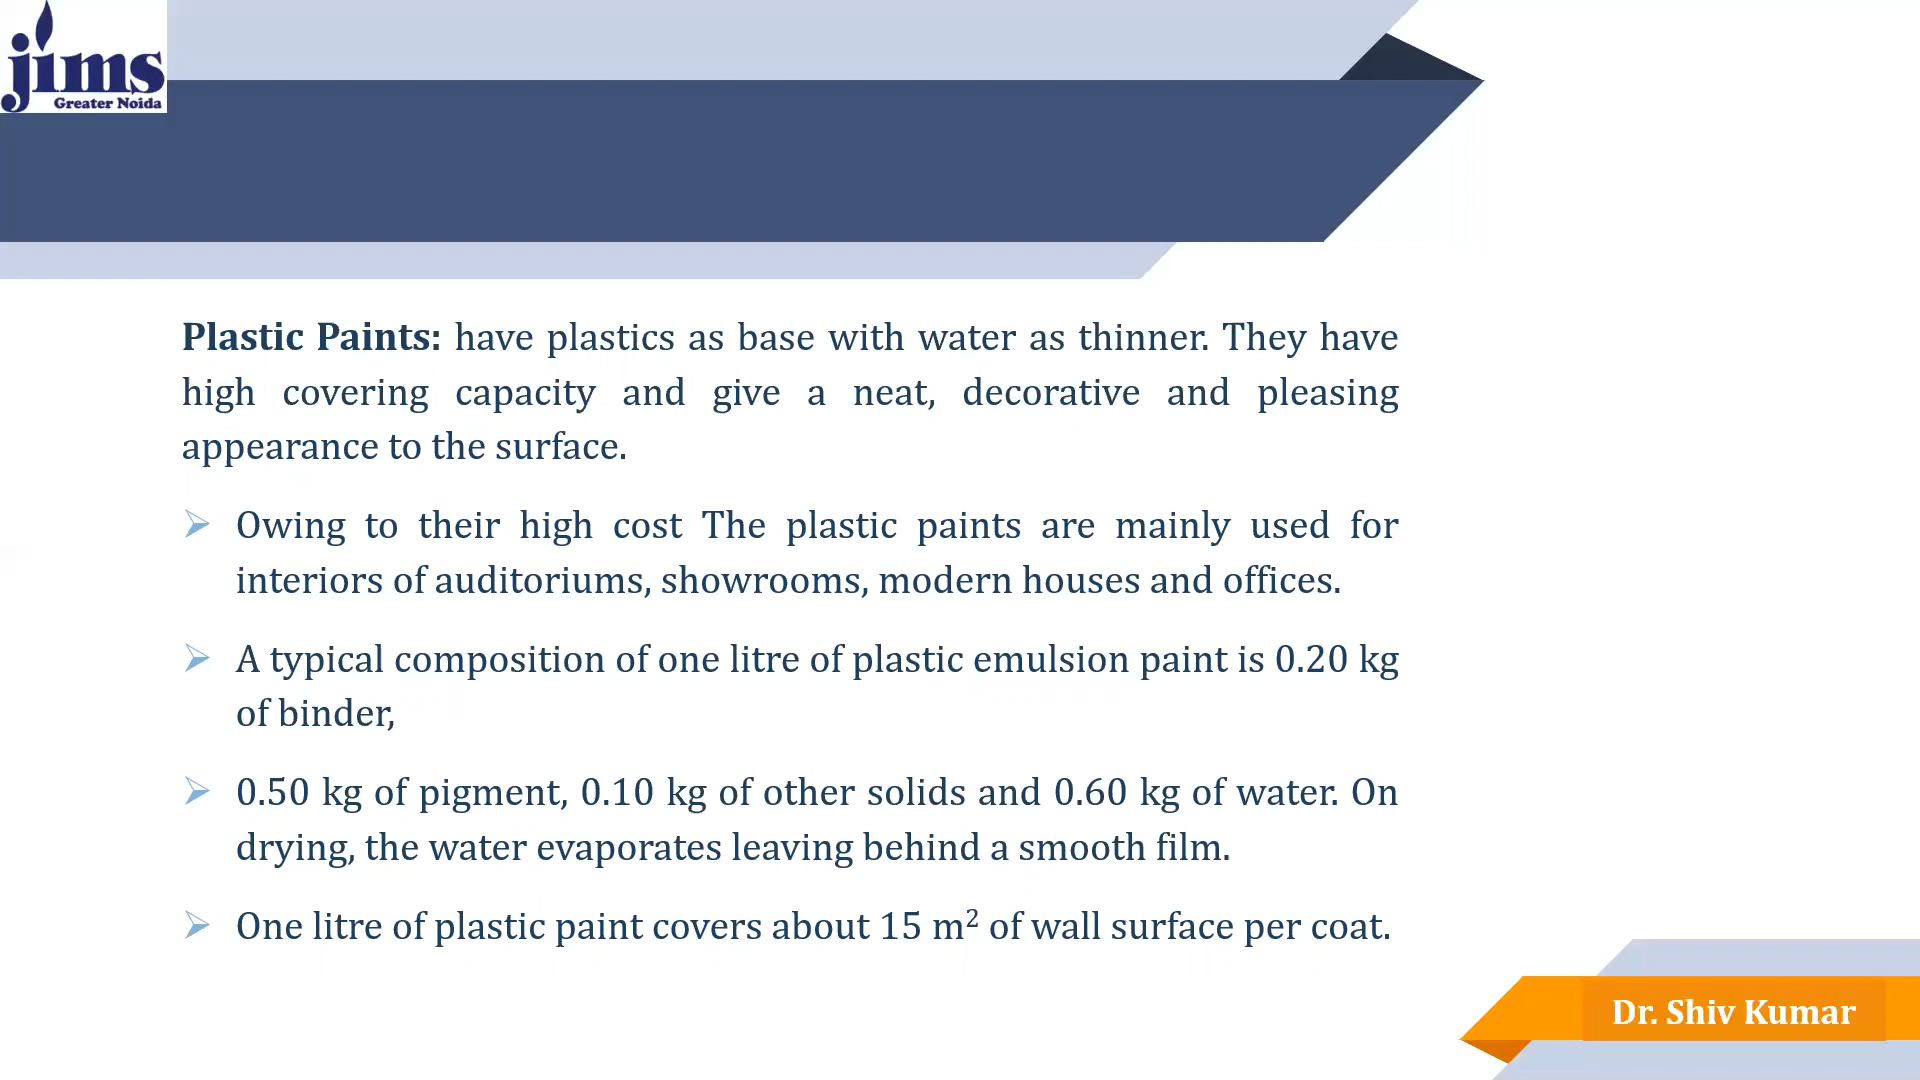 jims
Greater Noida
Plastic Paints: have plastics as base with water as thinner. They have
high covering capacity and give a neat, decorative and pleasing
appearance to the surface.
Owing to their high cost The plastic paints are mainly used for
interiors of auditoriums, showrooms, modern houses and offices.
A typical composition of one litre of plastic emulsion paint is 0.20 kg
of binder,
0.50 kg of pigment, 0.10 kg of other solids and 0.60 kg of water. On
drying, the water evaporates leaving behind a smooth film.
One litre of plastic paint covers about 15 m² of wall surface per coat.
Dr. Shiv Kumar